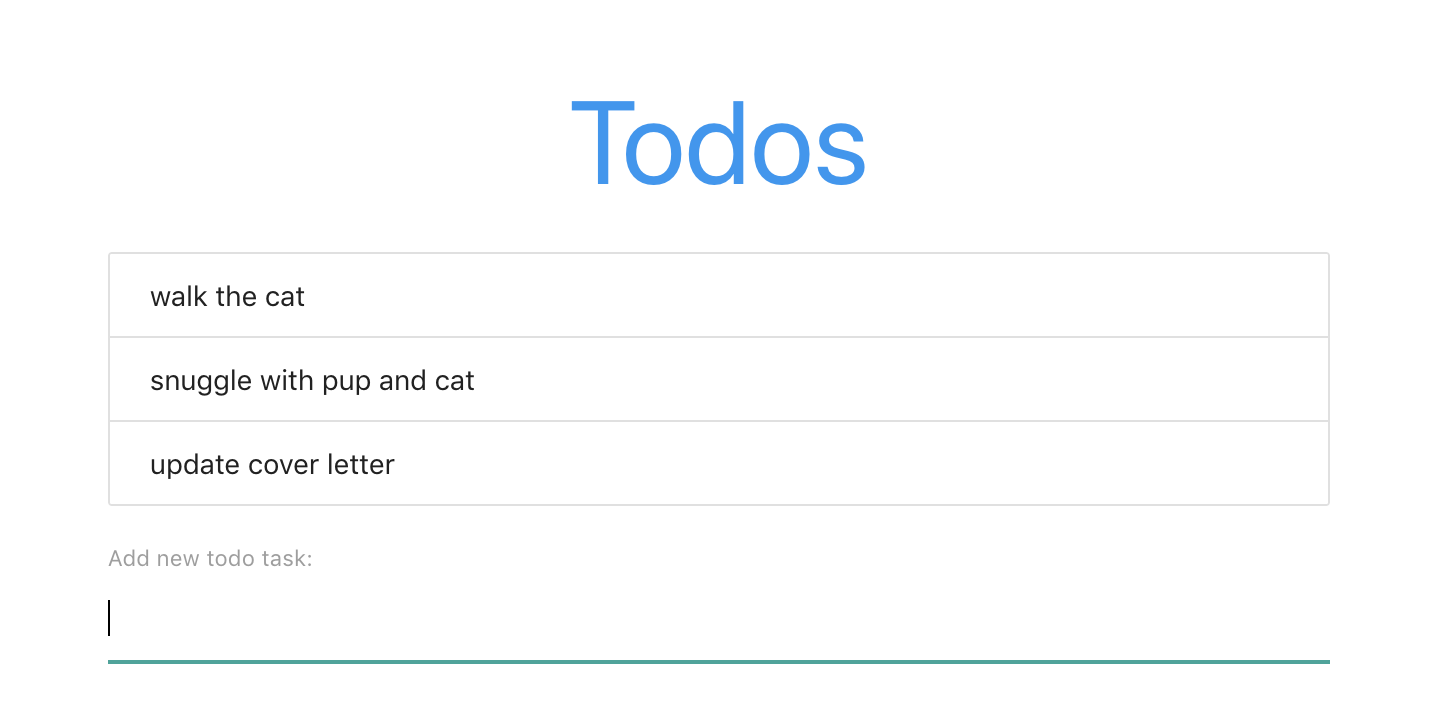 Todos
walk the cat
snuggle with pup and cat
update cover letter
Add new todo task: